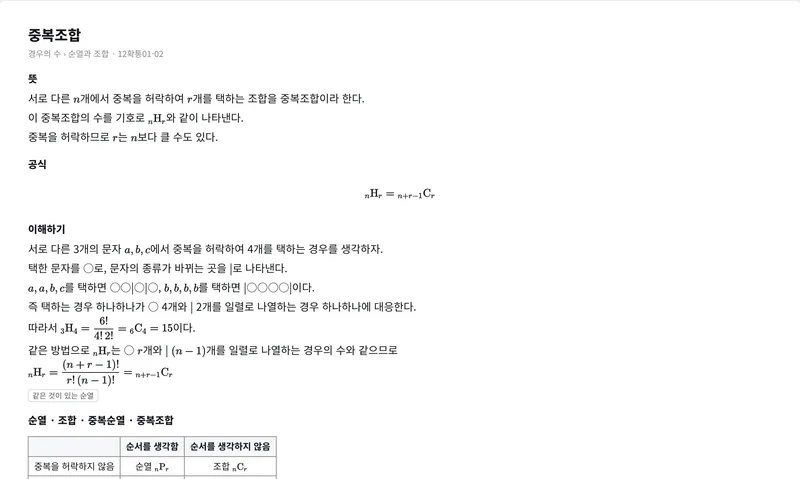 중복조합
경우의 수 › 순열과 조합 · 12확통01-02
뜻
서로 다른 n개에서 중복을 허락하여 r개를 택하는 조합을 중복조합이라 한다.
이 중복조합의 수를 기호로 ₙHᵣ와 같이 나타낸다.
중복을 허락하므로 r는 n보다 클 수도 있다.
공식
ₙHᵣ = ₙ₊ᵣ₋₁Cᵣ
이해하기
서로 다른 3개의 문자 a, b, c에서 중복을 허락하여 4개를 택하는 경우를 생각하자.
택한 문자를 ◯로, 문자의 종류가 바뀌는 곳을 |로 나타낸다.
a, a, b, c를 택하면 ◯◯|◯|◯, b, b, b, b를 택하면 |◯◯◯◯|이다.
즉 택하는 경우 하나하나가 ◯ 4개와 | 2개를 일렬로 나열하는 경우 하나하나에 대응한다.
따라서 ₃H₄ = 6!/(4! 2!) = ₆C₄ = 15이다.
같은 방법으로 ₙHᵣ는 ◯ r개와 | (n − 1)개를 일렬로 나열하는 경우의 수와 같으므로
ₙHᵣ = (n + r − 1)!/(r! (n − 1)!) = ₙ₊ᵣ₋₁Cᵣ
같은 것이 있는 순열
순열 · 조합 · 중복순열 · 중복조합
순서를 생각함 순서를 생각하지 않음
중복을 허락하지 않음 순열 ₙPᵣ 조합 ₙCᵣ